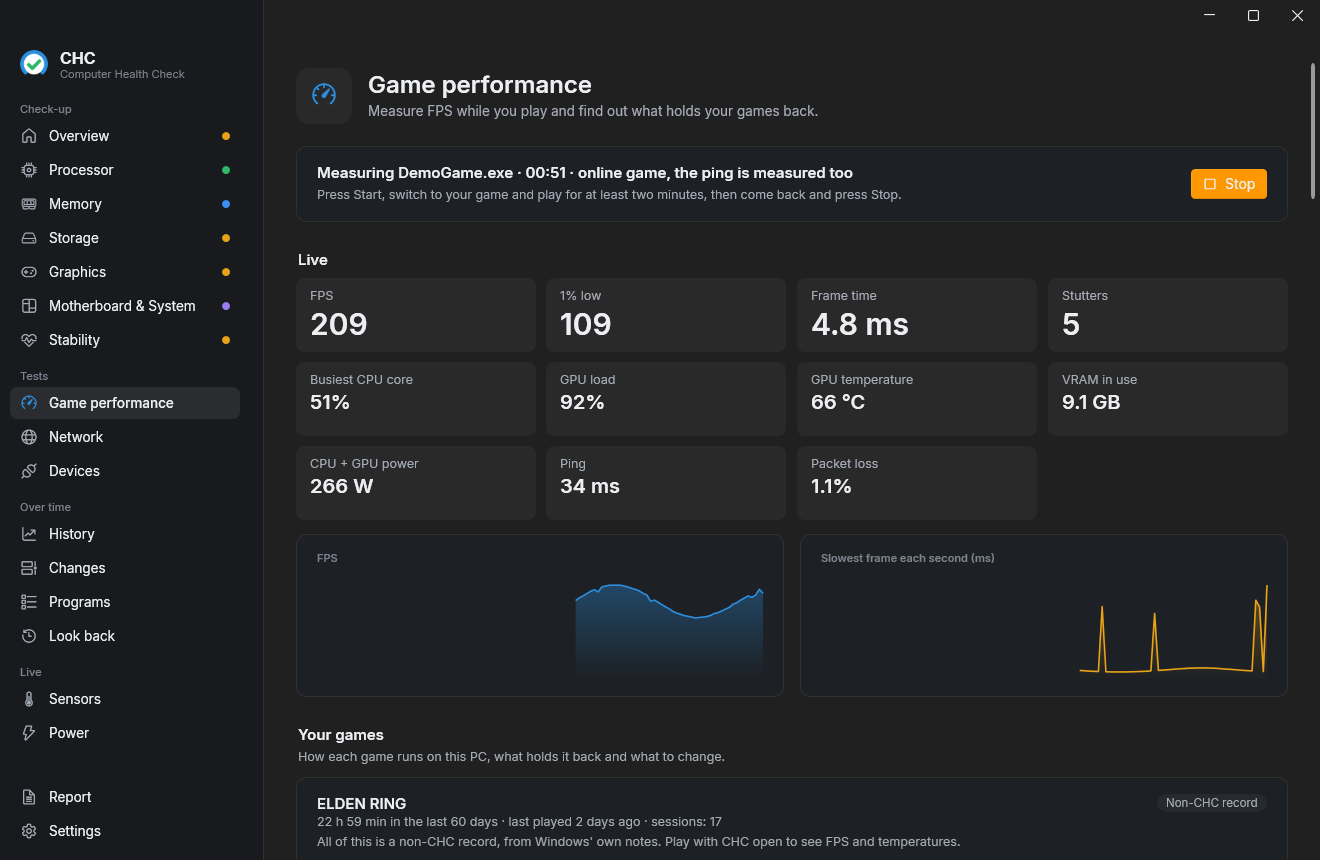 CHC
Computer Health Check
Check-up
Overview
Processor
Memory
Storage
Graphics
Motherboard & System
Stability
Tests
Game performance
Network
Devices
Over time
History
Changes
Programs
Look back
Live
Sensors
Power
Report
Settings
Game performance
Measure FPS while you play and find out what holds your games back.
Measuring DemoGame.exe · 00:51 · online game, the ping is measured too
Press Start, switch to your game and play for at least two minutes, then come back and press Stop.
Stop
Live
FPS
209
1% low
109
Frame time
4.8 ms
Stutters
5
Busiest CPU core
51%
GPU load
92%
GPU temperature
66 °C
VRAM in use
9.1 GB
CPU + GPU power
266 W
Ping
34 ms
Packet loss
1.1%
FPS
Slowest frame each second (ms)
Your games
How each game runs on this PC, what holds it back and what to change.
ELDEN RING
Non-CHC record
22 h 59 min in the last 60 days · last played 2 days ago · sessions: 17
All of this is a non-CHC record, from Windows' own notes. Play with CHC open to see FPS and temperatures.